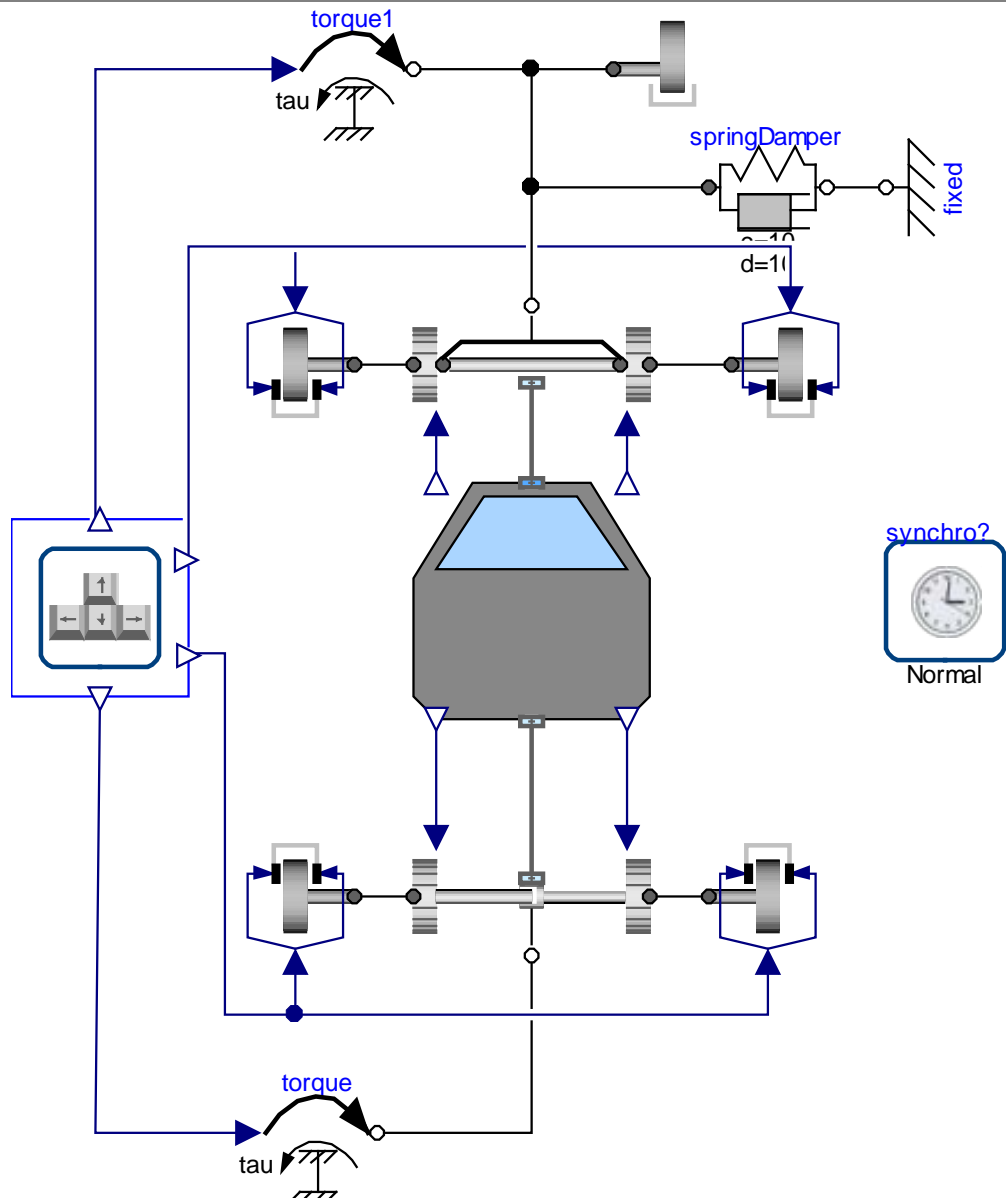 torque1
tau
springDamper
fixed
d=10
synchro?
Normal
torque
tau